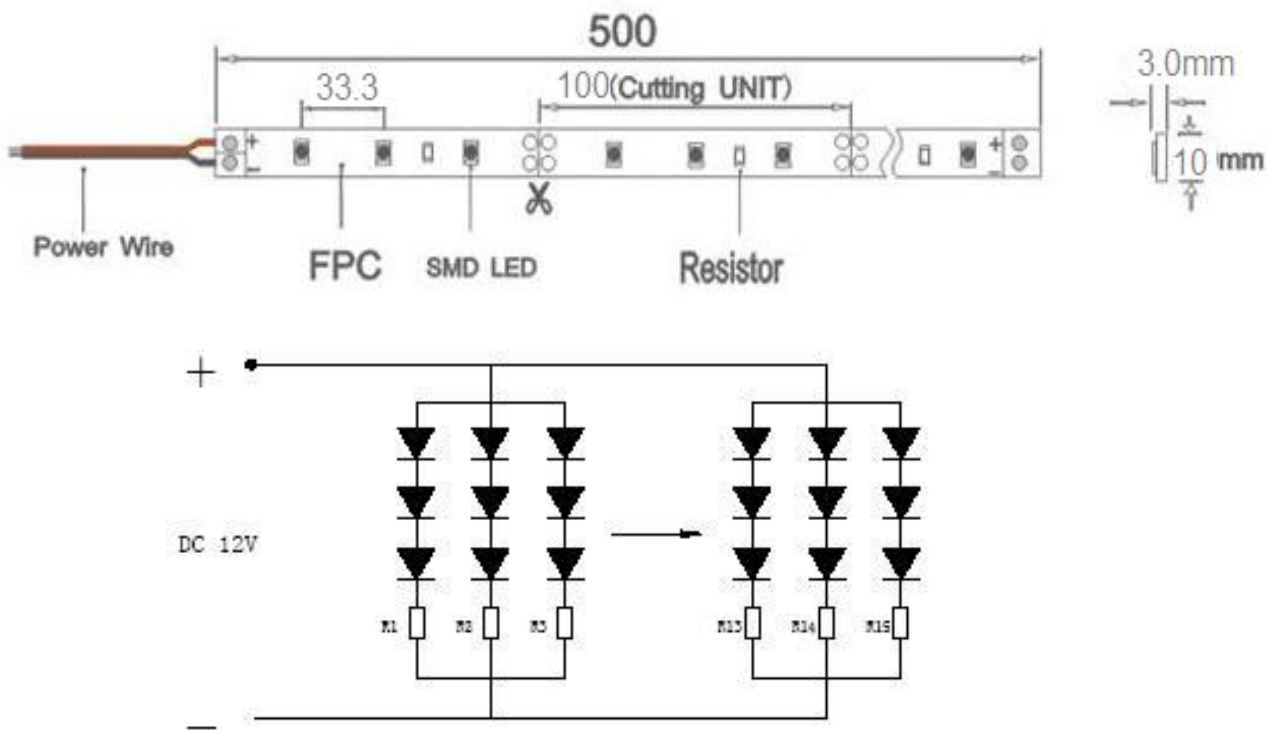 500
33.3
100(Cutting UNIT)
3.0mm
+
+
10 mm
-
-
Power Wire
FPC
SMD LED
Resistor
+
DC 12V
R1
R2
R3
R13
R14
R15
-